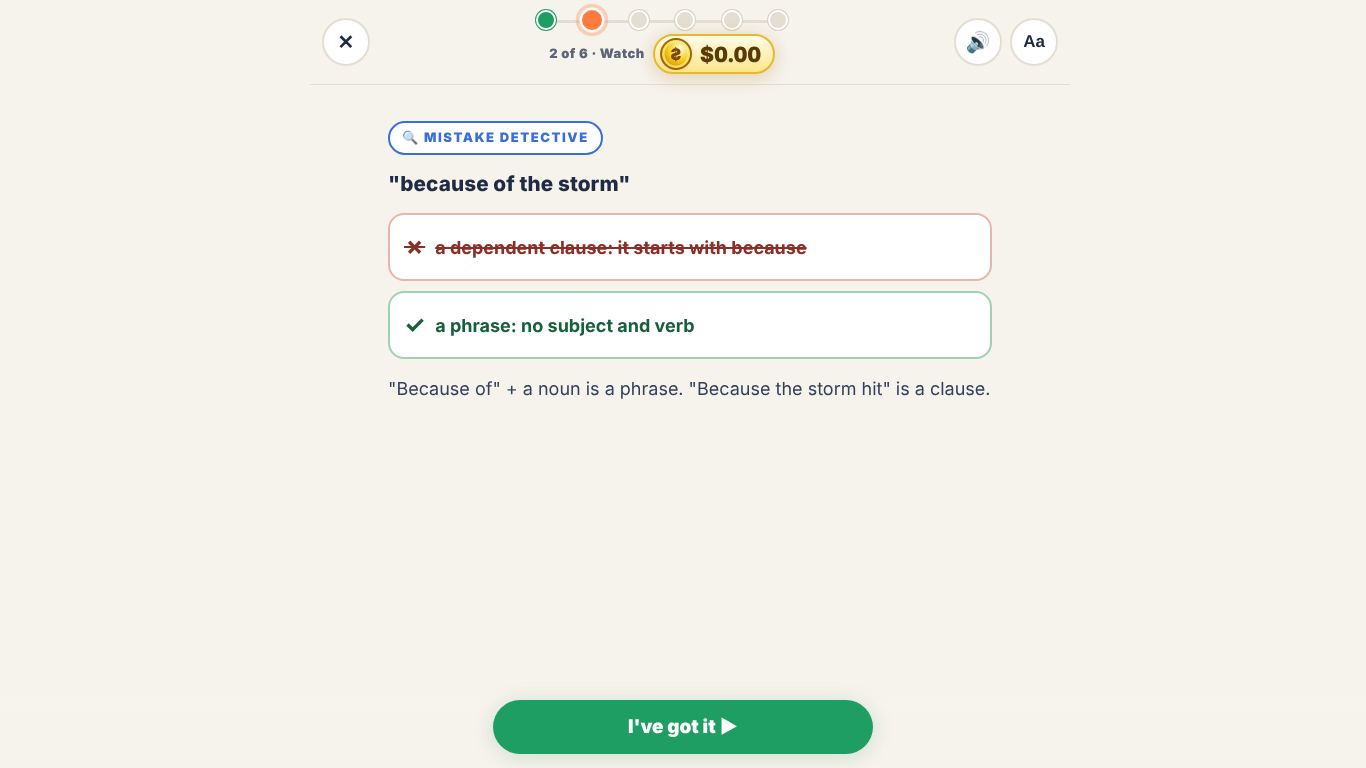 ✕
2 of 6 · Watch
$0.00
Aa
🔍 MISTAKE DETECTIVE
"because of the storm"
✕ a dependent clause: it starts with because
✓ a phrase: no subject and verb
"Because of" + a noun is a phrase. "Because the storm hit" is a clause.
I've got it ▶